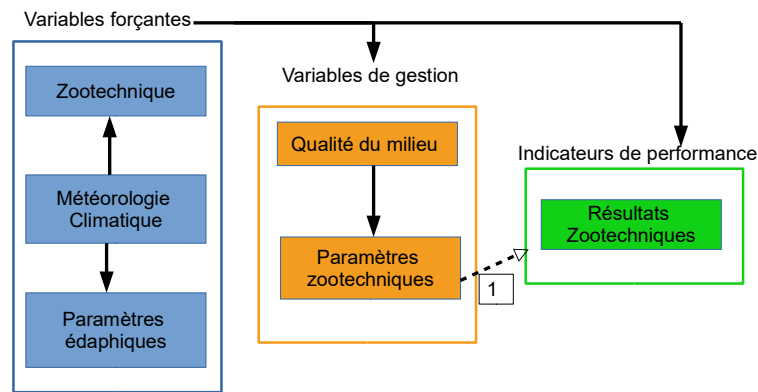 Variables forçantes
Zootechnique
Météorologie
Climatique
Paramètres
édaphiques
Variables de gestion
Qualité du milieu
Paramètres
zootechniques
1
Indicateurs de performance
Résultats
Zootechniques